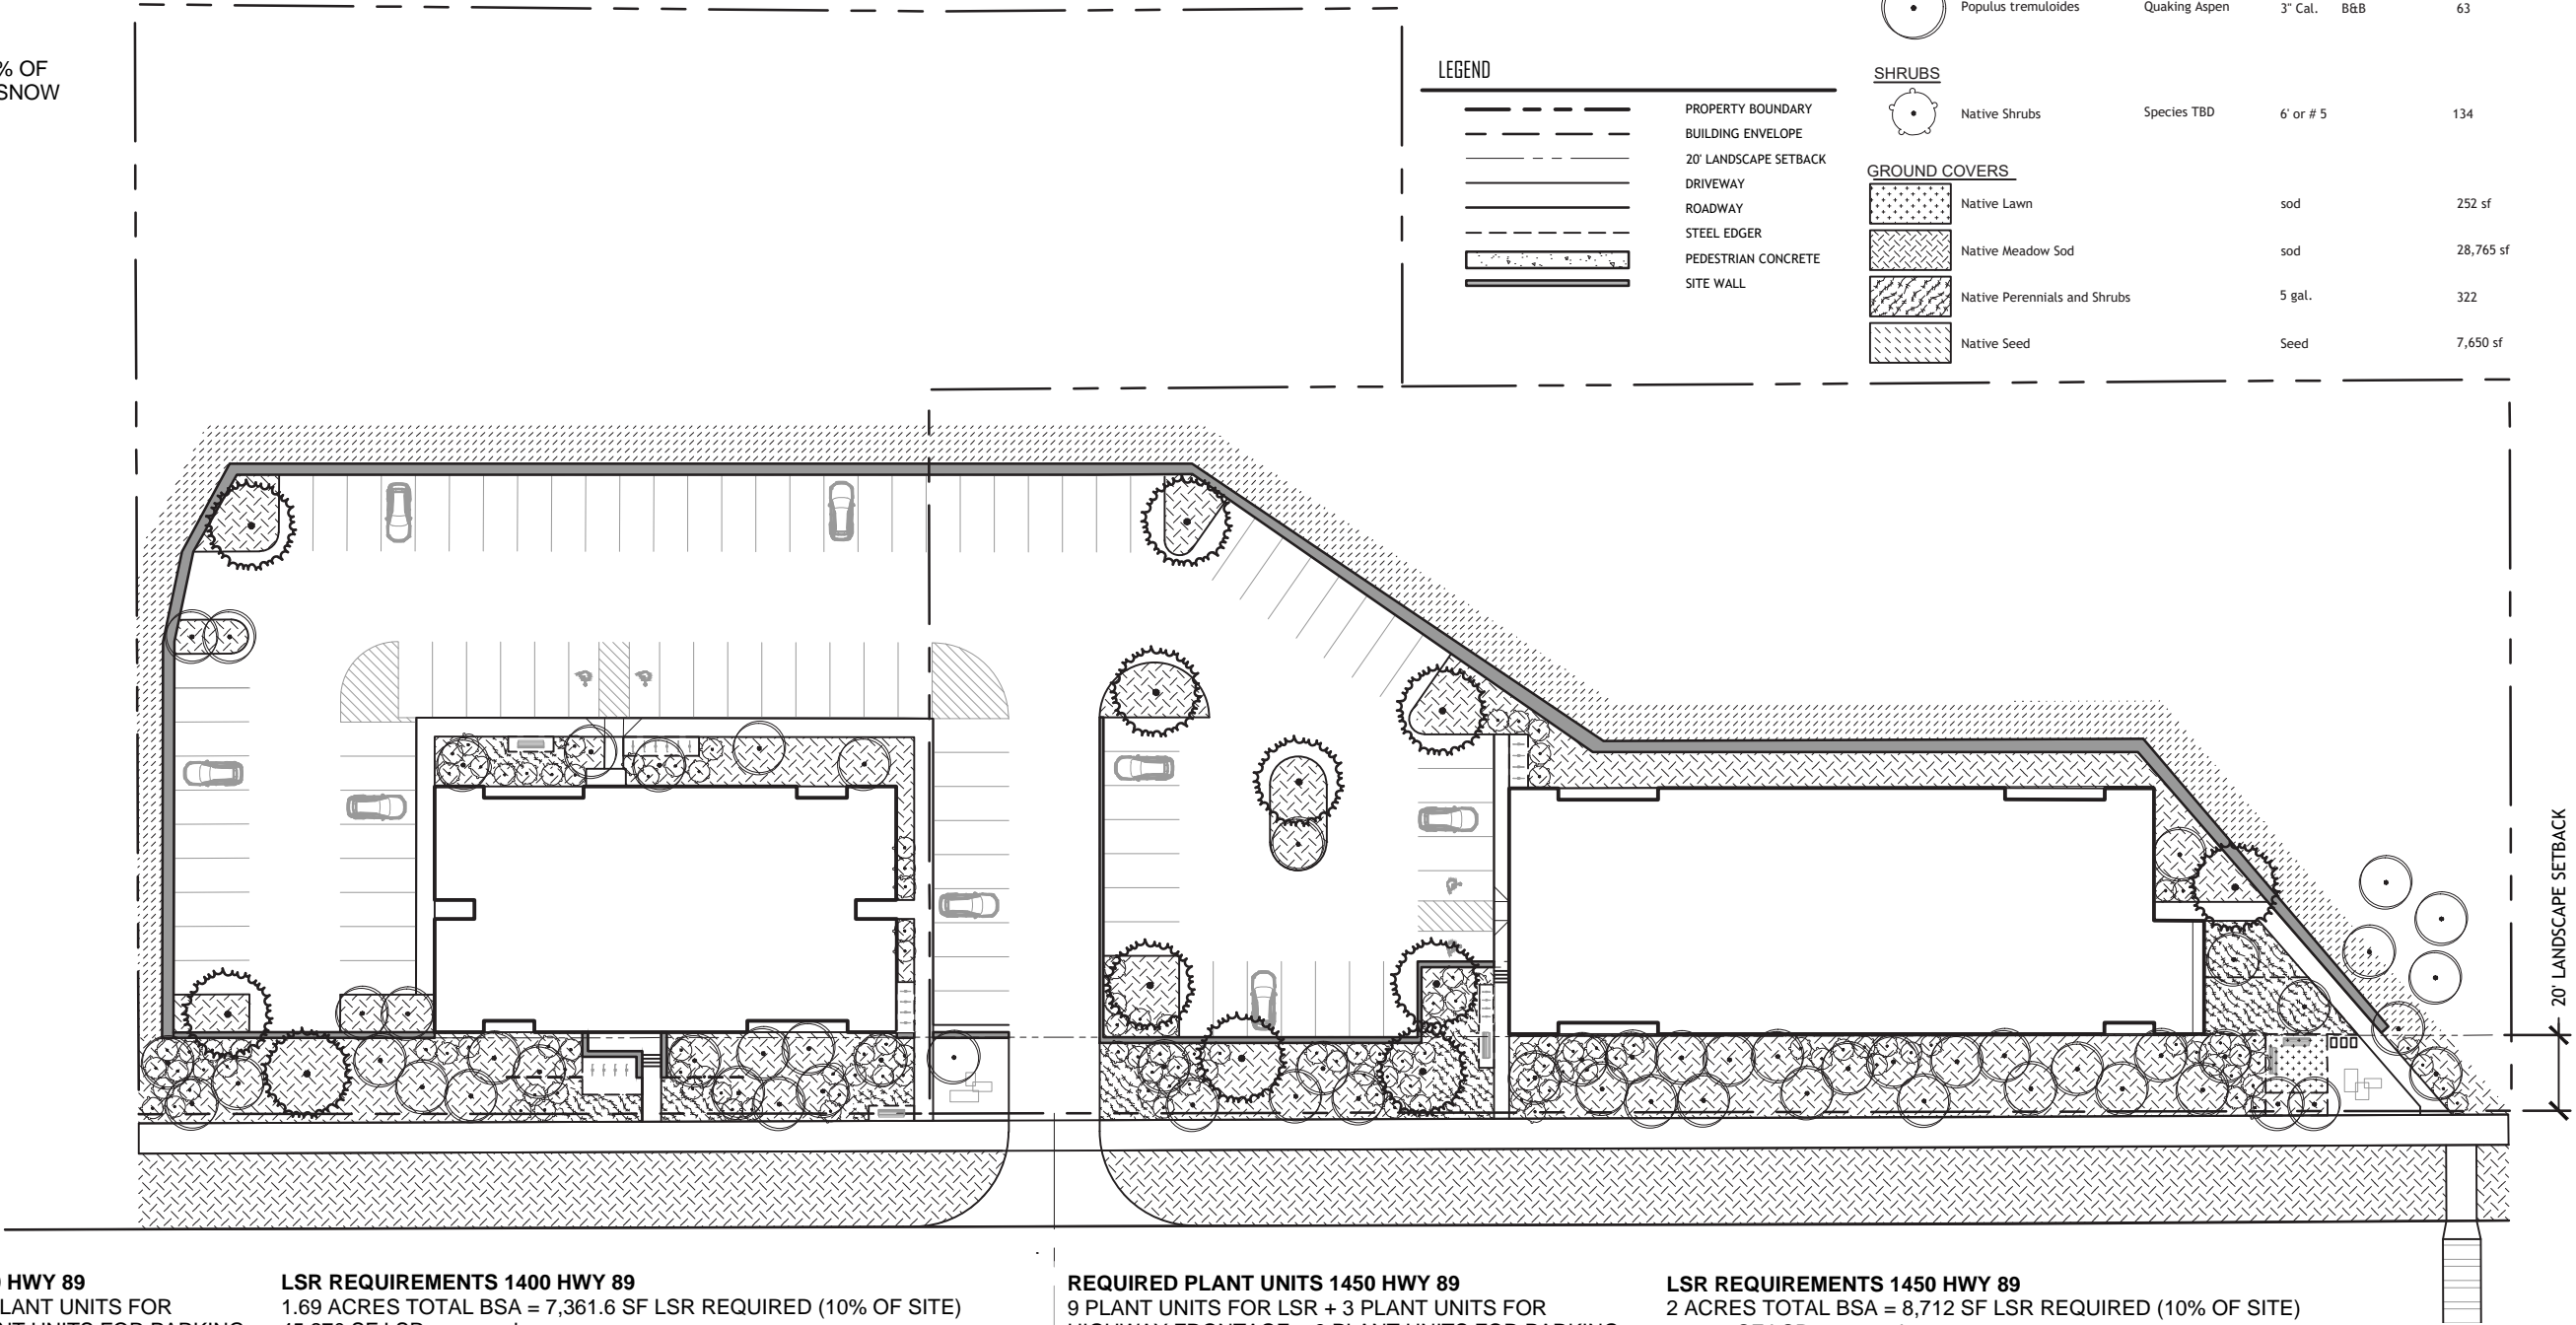 % OF
SNOW
Populus tremuloides Quaking Aspen 3" Cal. B&B 63
LEGEND
PROPERTY BOUNDARY
BUILDING ENVELOPE
20' LANDSCAPE SETBACK
DRIVEWAY
ROADWAY
STEEL EDGER
PEDESTRIAN CONCRETE
SITE WALL
SHRUBS
Native Shrubs Species TBD 6' or # 5 134
GROUND COVERS
Native Lawn sod 252 sf
Native Meadow Sod sod 28,765 sf
Native Perennials and Shrubs 5 gal. 322
Native Seed Seed 7,650 sf
20' LANDSCAPE SETBACK
HWY 89
LANT UNITS FOR
LSR REQUIREMENTS 1400 HWY 89
1.69 ACRES TOTAL BSA = 7,361.6 SF LSR REQUIRED (10% OF SITE)
REQUIRED PLANT UNITS 1450 HWY 89
9 PLANT UNITS FOR LSR + 3 PLANT UNITS FOR
LSR REQUIREMENTS 1450 HWY 89
2 ACRES TOTAL BSA = 8,712 SF LSR REQUIRED (10% OF SITE)